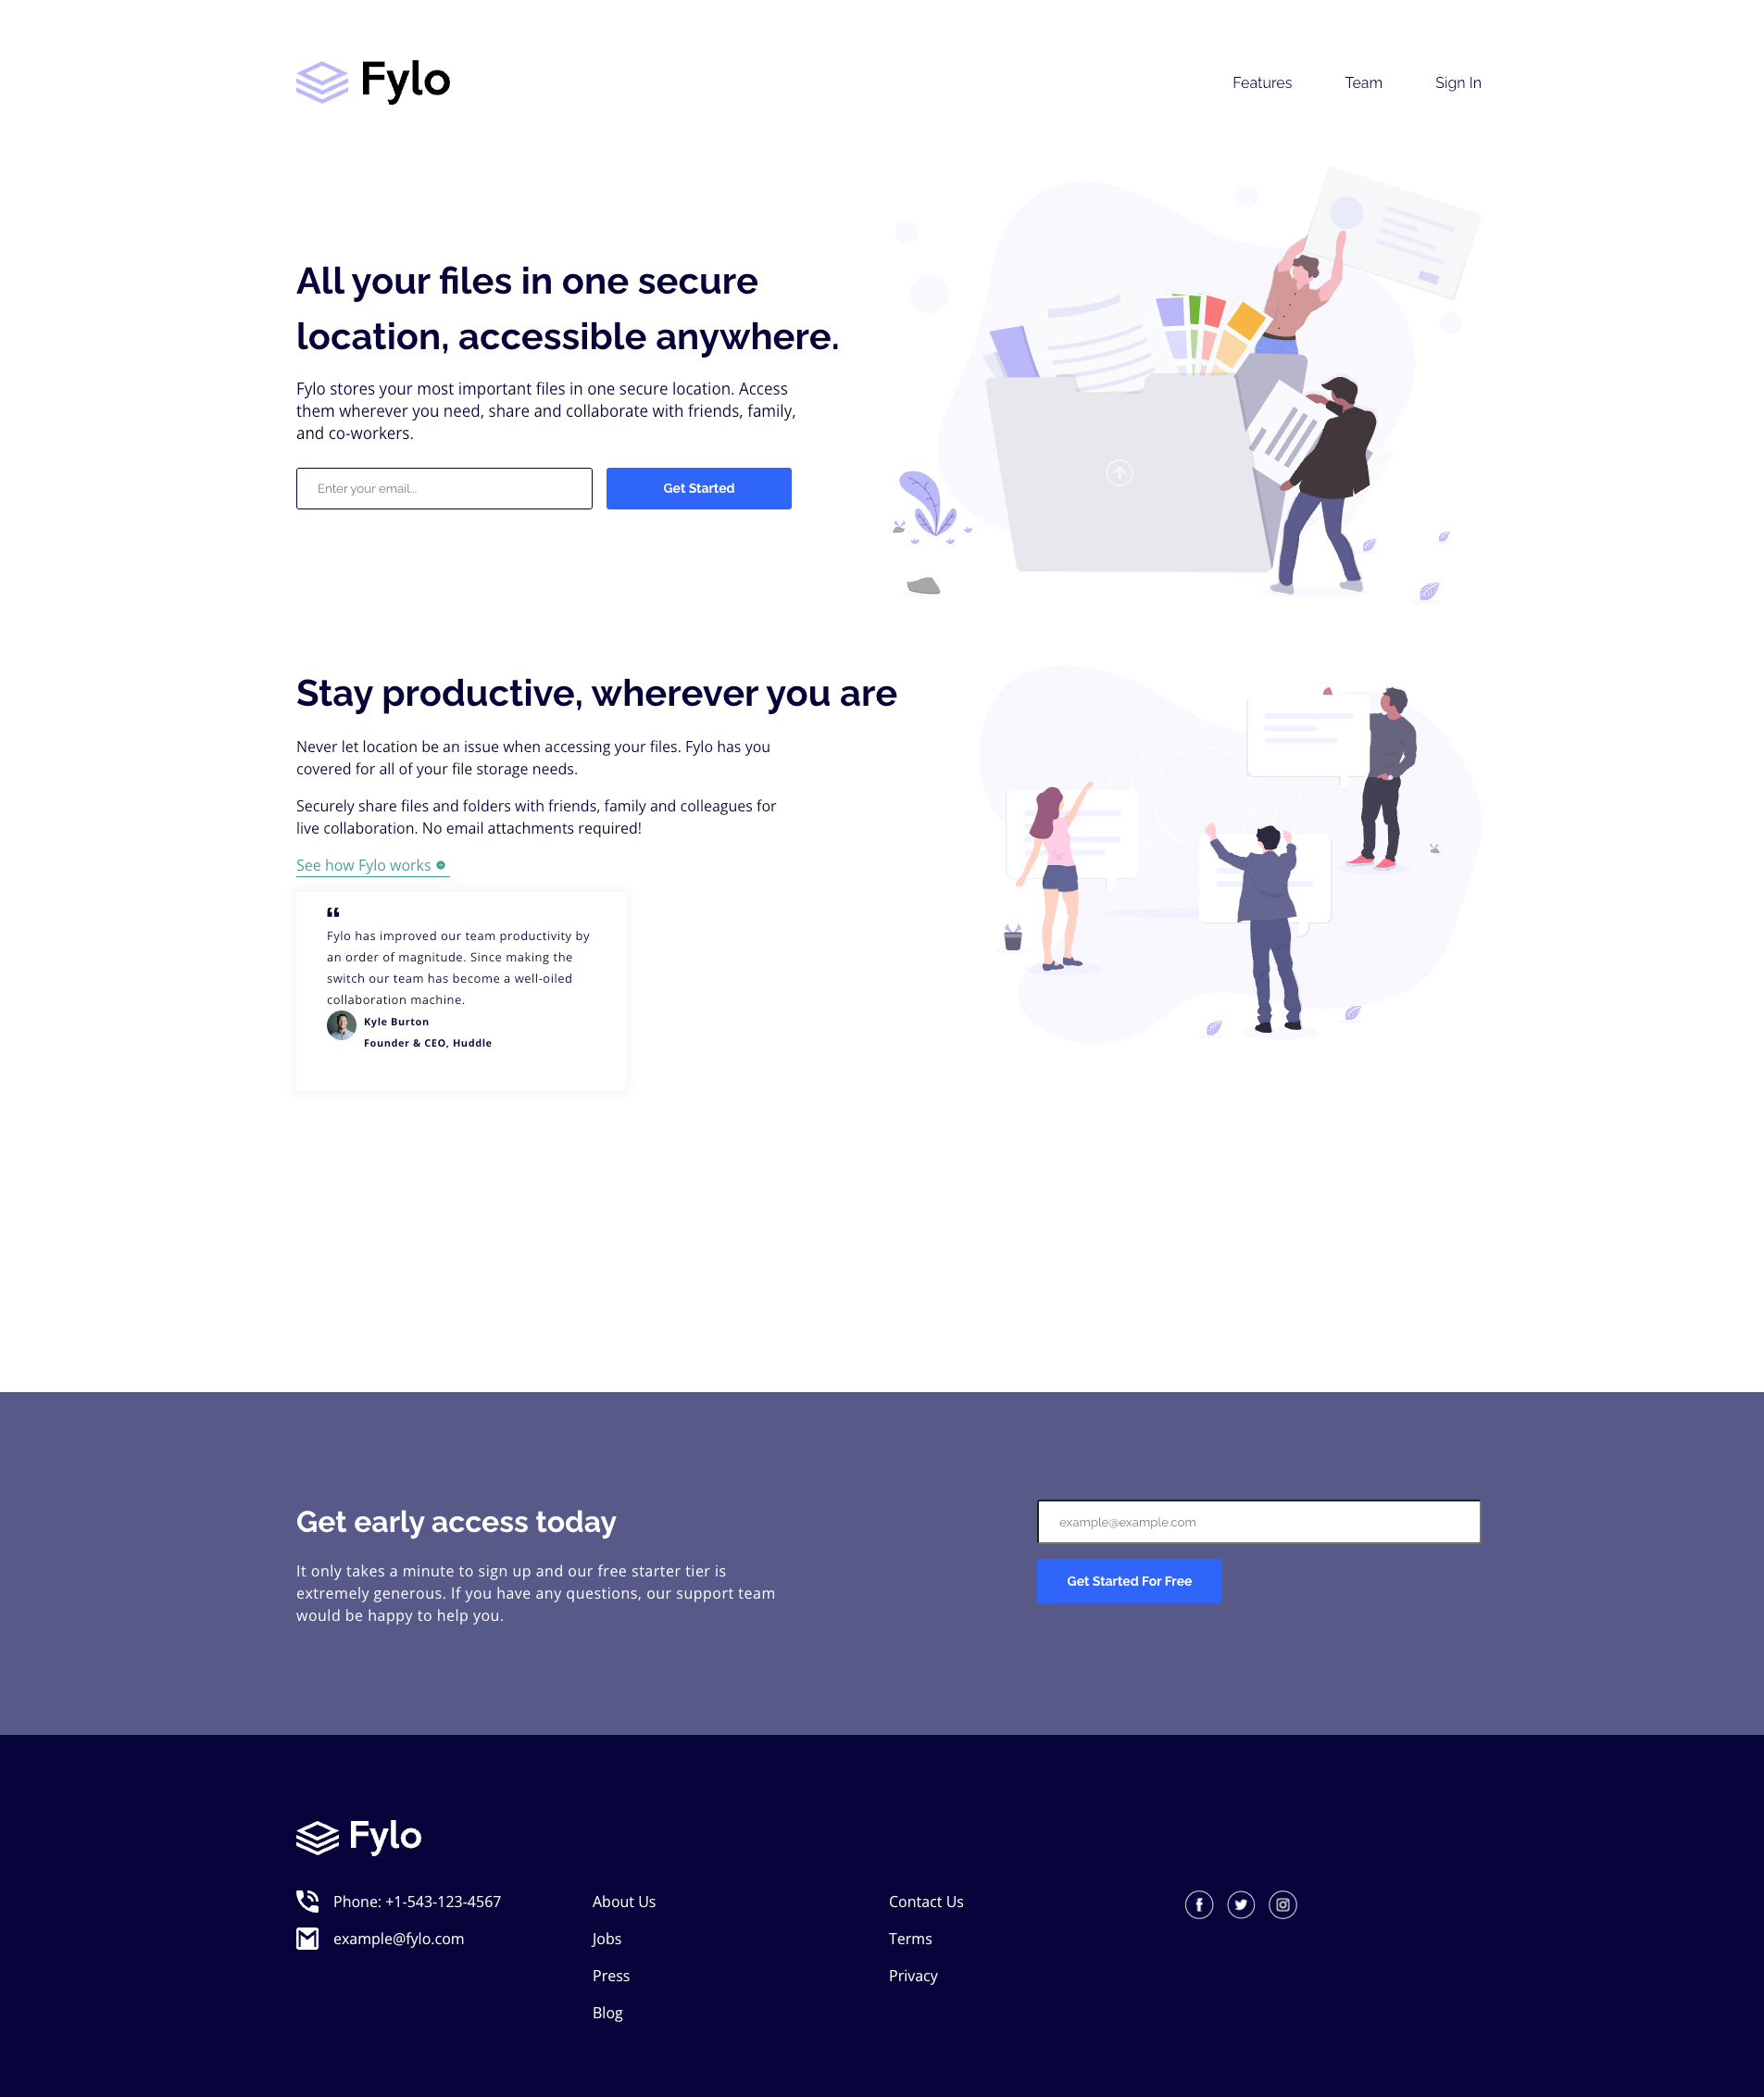 Fylo
Features
Team
Sign In
All your files in one secure
location, accessible anywhere.
Fylo stores your most important files in one secure location. Access
them wherever you need, share and collaborate with friends, family,
and co-workers.
Enter your email...
Get Started
Stay productive, wherever you are
Never let location be an issue when accessing your files. Fylo has you
covered for all of your file storage needs.
Securely share files and folders with friends, family and colleagues for
live collaboration. No email attachments required!
See how Fylo works
“
Fylo has improved our team productivity by
an order of magnitude. Since making the
switch our team has become a well-oiled
collaboration machine.
Kyle Burton
Founder & CEO, Huddle
Get early access today
It only takes a minute to sign up and our free starter tier is
extremely generous. If you have any questions, our support team
would be happy to help you.
example@example.com
Get Started For Free
Fylo
Phone: +1-543-123-4567
example@fylo.com
About Us
Jobs
Press
Blog
Contact Us
Terms
Privacy